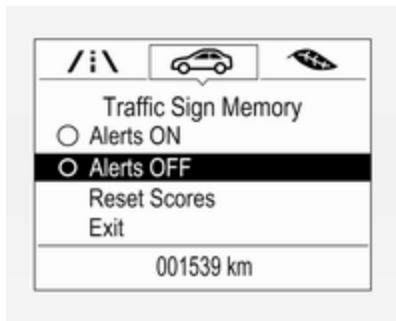 Traffic Sign Memory
Alerts ON
Alerts OFF
Reset Scores
Exit
001539 km